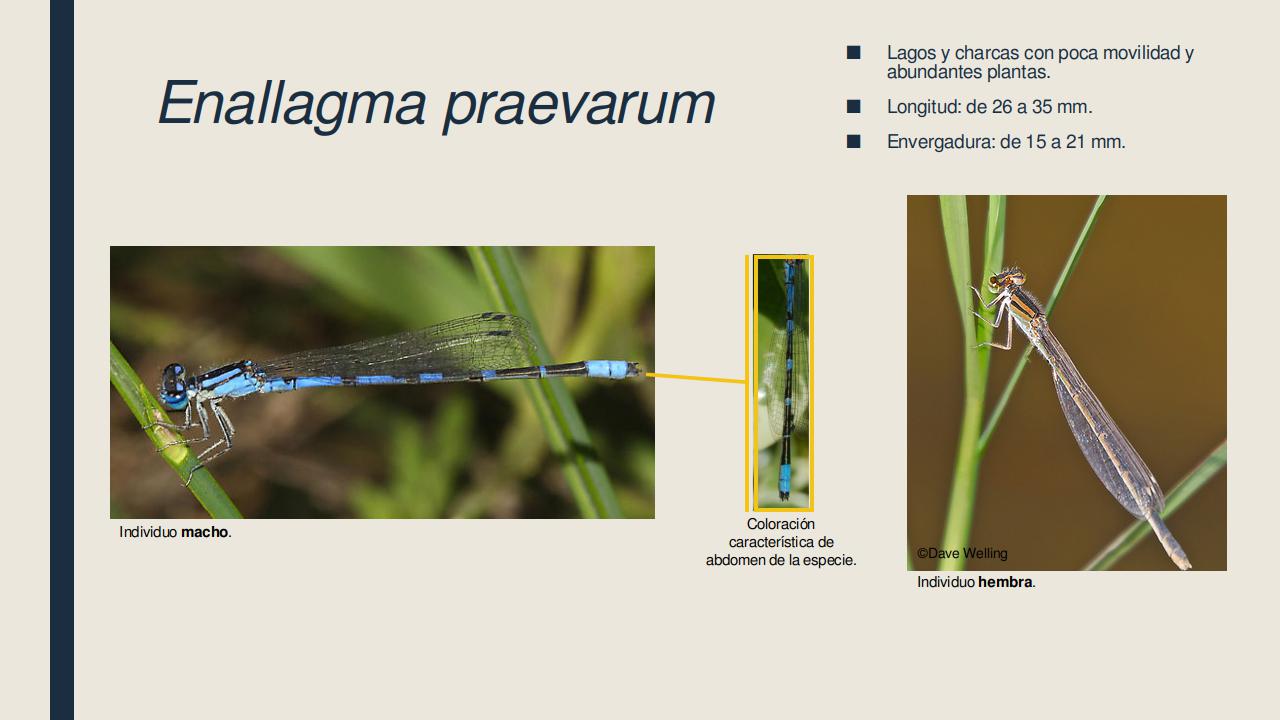 Enallagma praevarum
■ Lagos y charcas con poca movilidad y
abundantes plantas.
■ Longitud: de 26 a 35 mm.
■ Envergadura: de 15 a 21 mm.
Individuo macho.
Coloración
característica de
abdomen de la especie.
©Dave Welling
Individuo hembra.